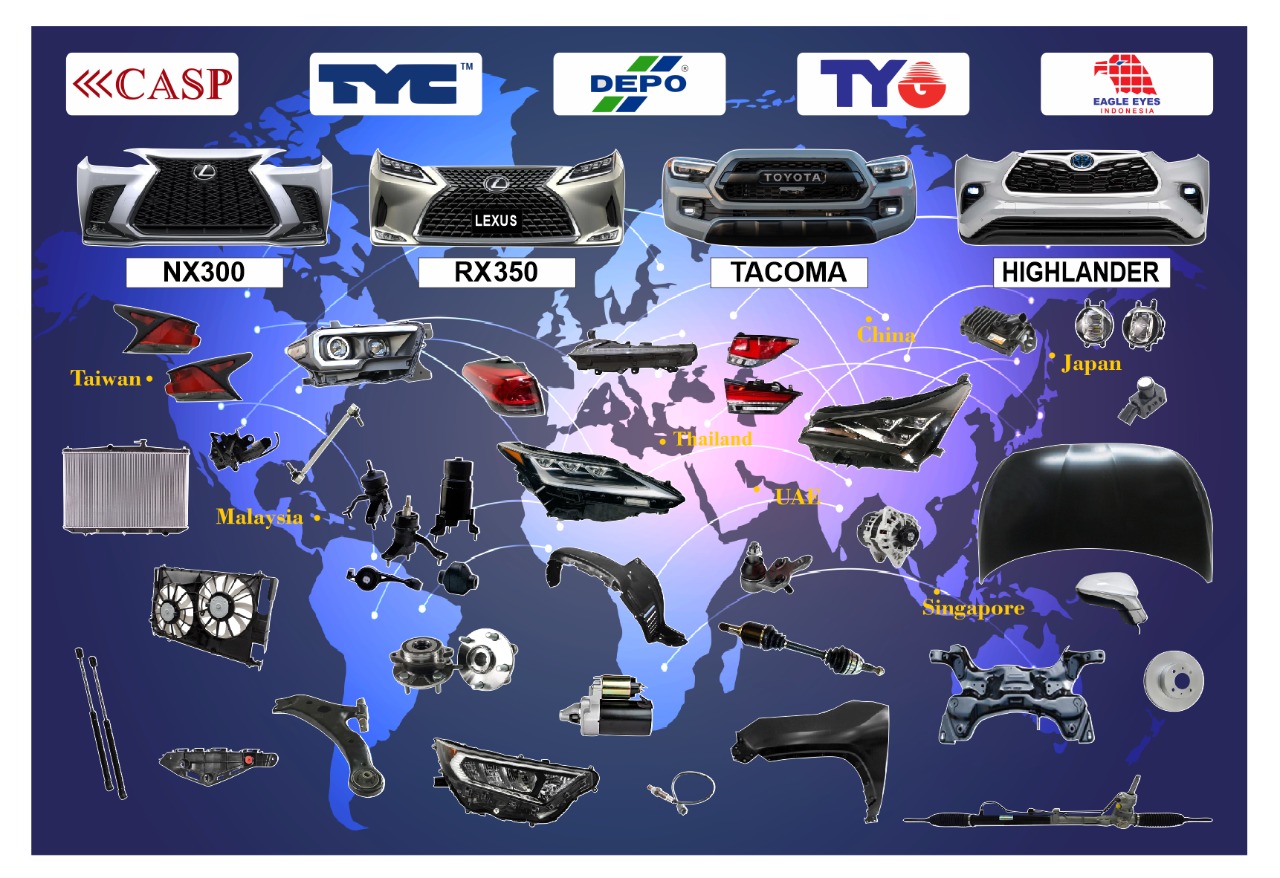 CASP
TYC™
DEPO®
TYG
EAGLE EYES
INDONESIA
TOYOTA
LEXUS
NX300
RX350
TACOMA
HIGHLANDER
China
Japan
Taiwan
Thailand
UAE
Malaysia
Singapore